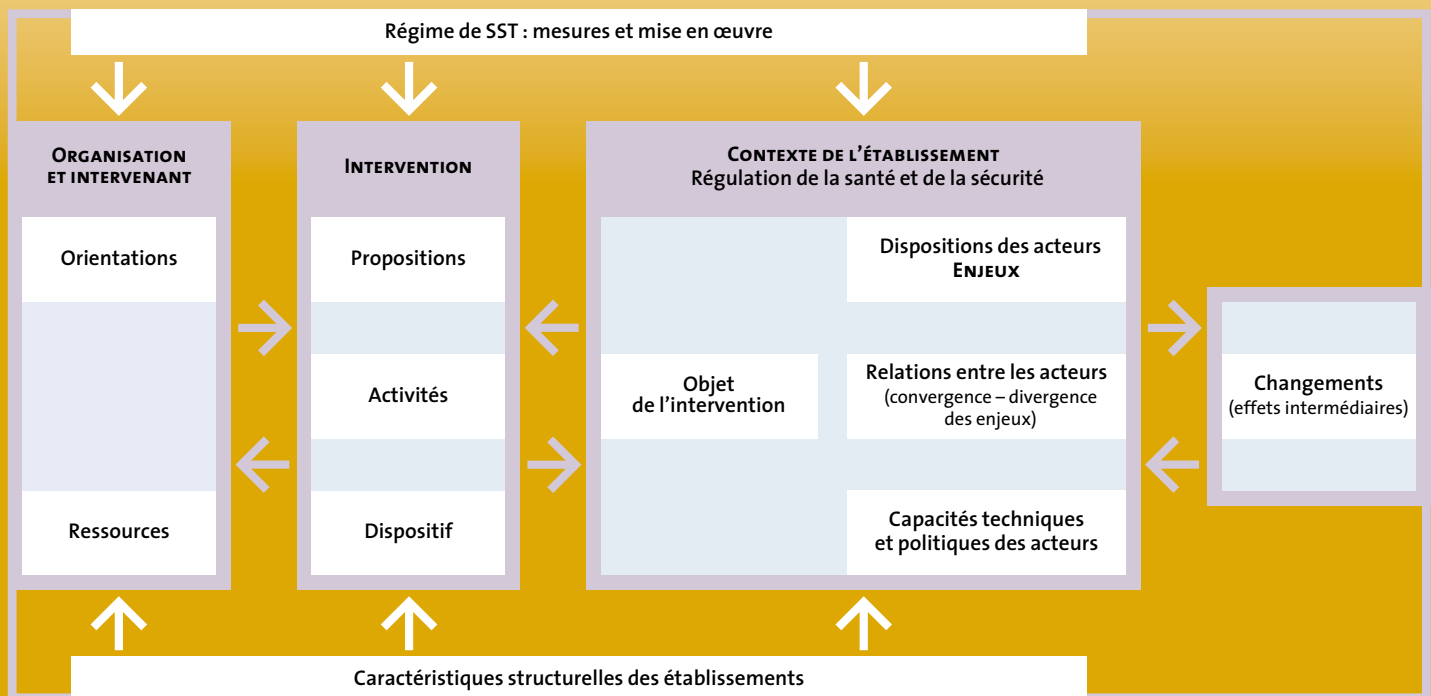 Régime de SST : mesures et mise en œuvre
ORGANISATION
ET INTERVENANT
Orientations
Ressources
INTERVENTION
Propositions
Activités
Dispositif
CONTEXTE DE L’ÉTABLISSEMENT
Régulation de la santé et de la sécurité
Objet
de l’intervention
Dispositions des acteurs
ENJEUX
Relations entre les acteurs
(convergence – divergence
des enjeux)
Capacités techniques
et politiques des acteurs
Changements
(effets intermédiaires)
Caractéristiques structurelles des établissements